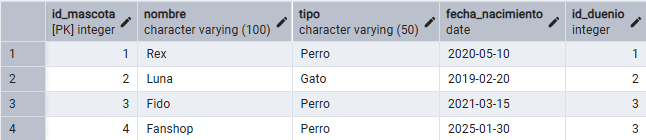 id_mascota nombre tipo fecha_nacimiento id_duenio
[PK] integer character varying (100) character varying (50) date integer
1 1 Rex Perro 2020-05-10 1
2 2 Luna Gato 2019-02-20 2
3 3 Fido Perro 2021-03-15 3
4 4 Fanshop Perro 2025-01-30 3